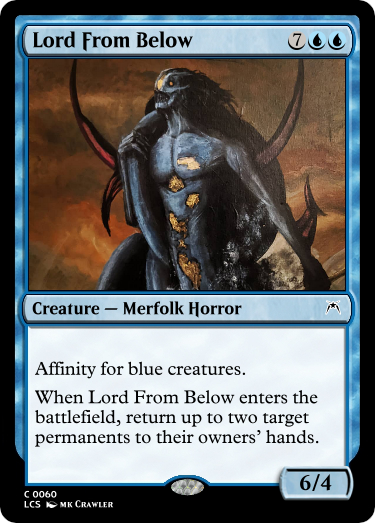 Lord From Below 7
Creature — Merfolk Horror
Affinity for blue creatures.
When Lord From Below enters the
battlefield, return up to two target
permanents to their owners' hands.
6/4
C 0060
LCS MK Crawler